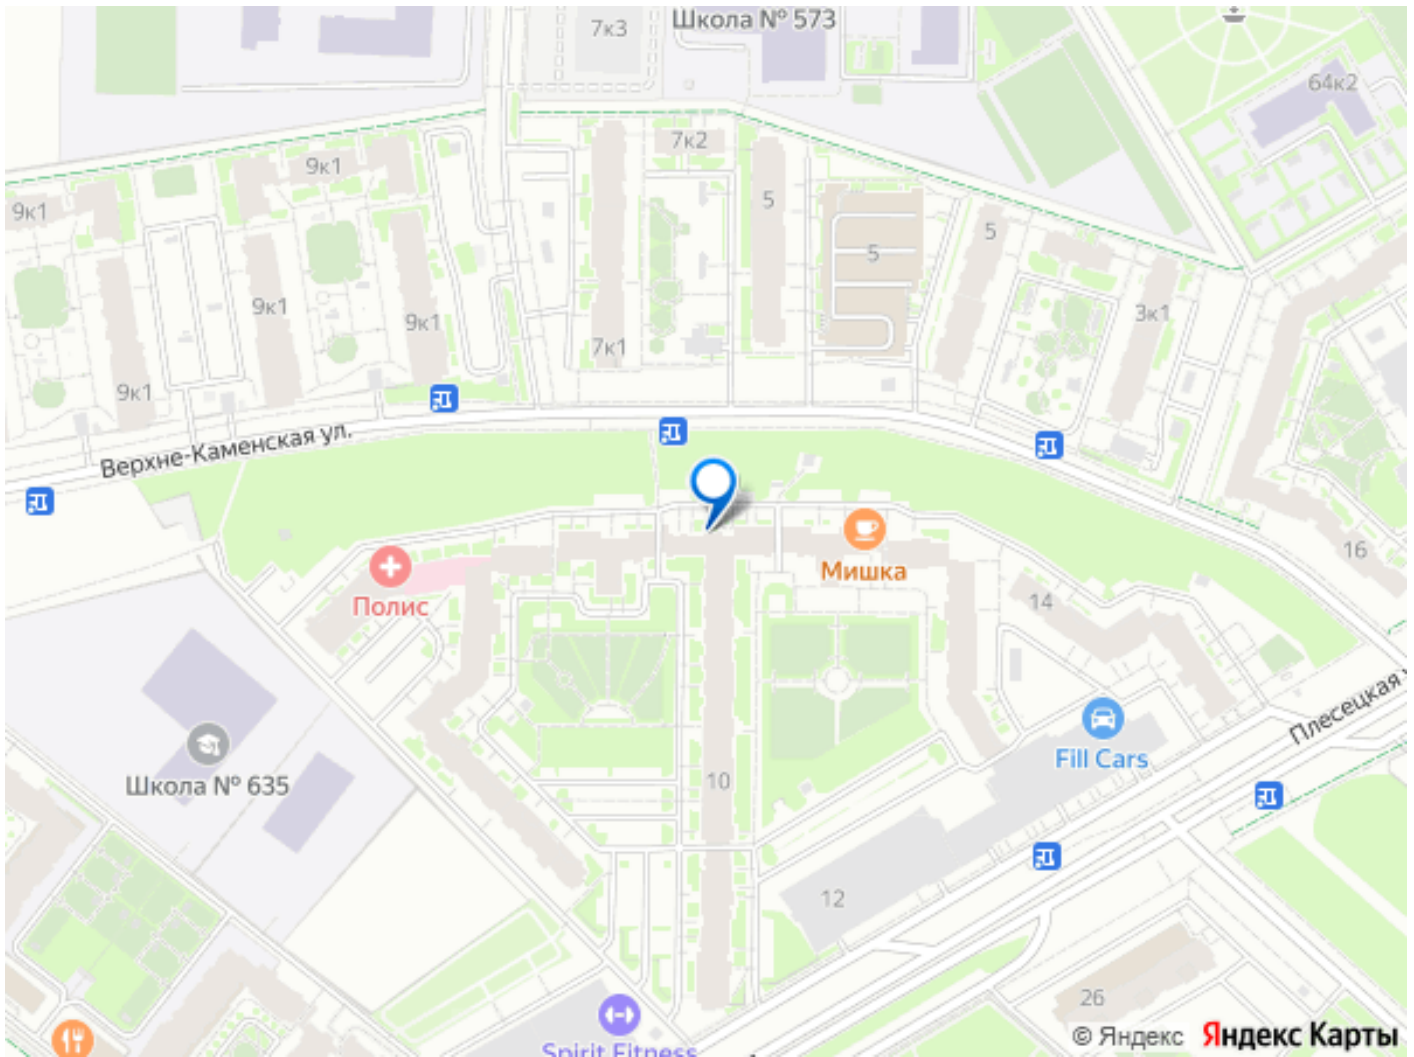 7к3
Школа № 573
64к2
7к2
9к1
9к1
5
5
5
9к1
9к1
3к1
7к1
9к1
Верхне-Каменская ул.
16
Мишка
Полис
14
Плесецкая у
Fill Cars
10
Школа № 635
12
26
Spirit Fitness
© Яндекс Яндекс Карты